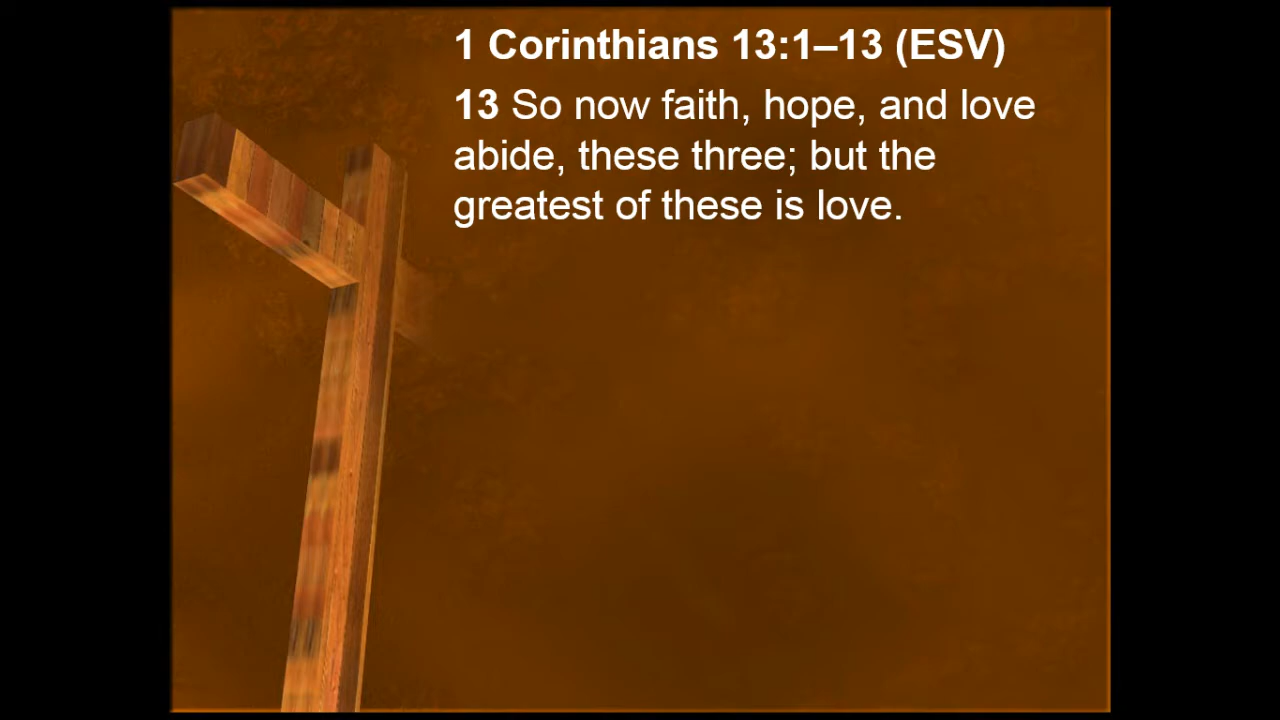 1 Corinthians 13:1–13 (ESV)
13 So now faith, hope, and love
abide, these three; but the
greatest of these is love.